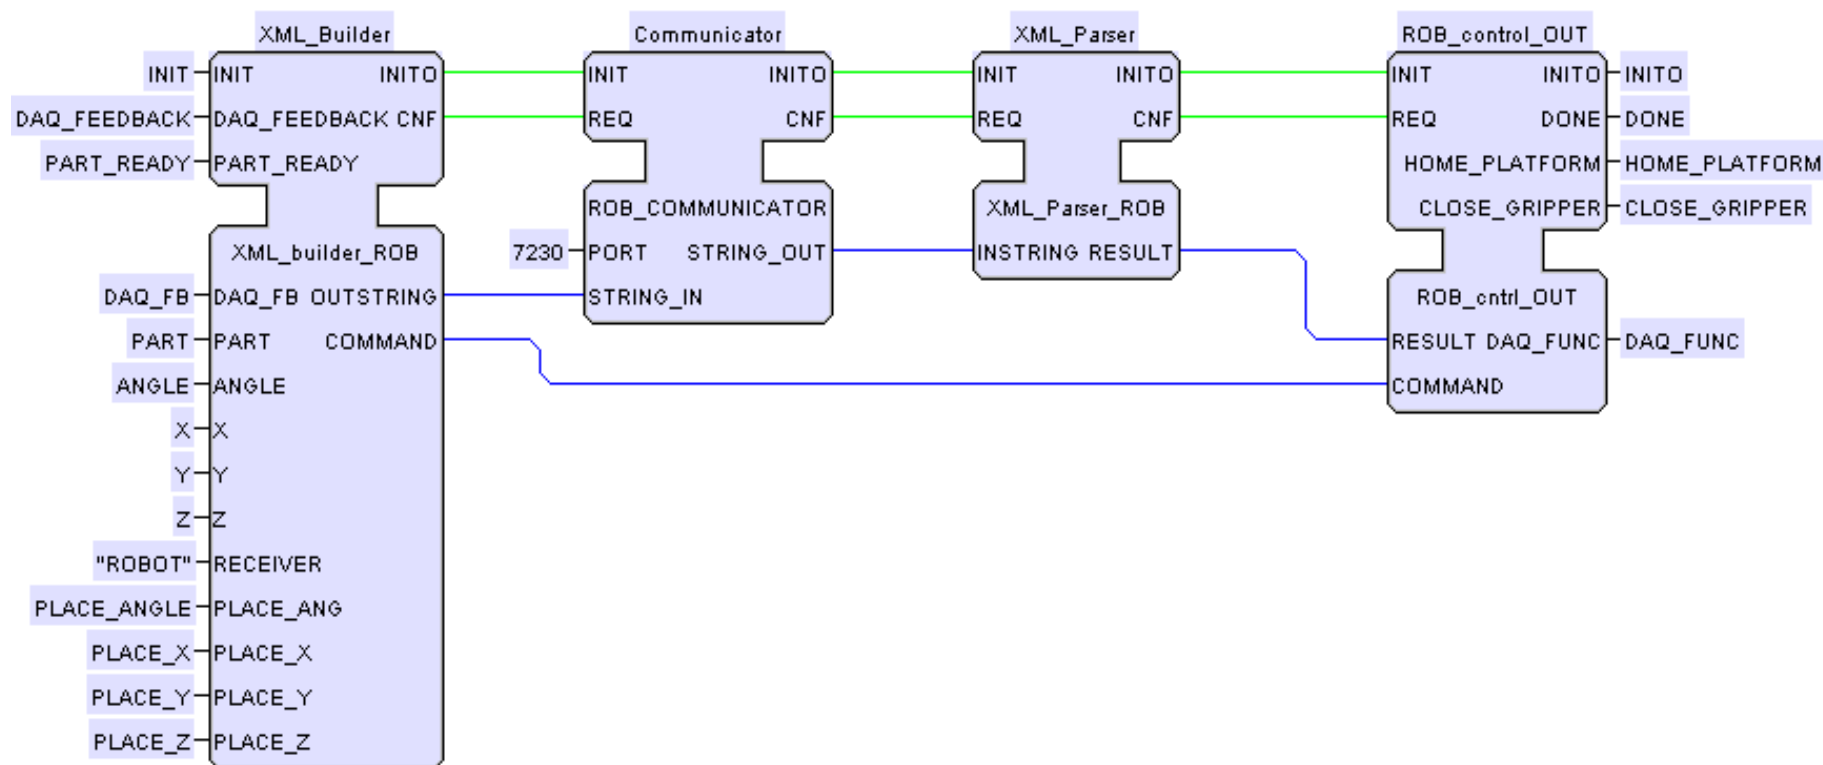 XML_Builder Communicator XML_Parser ROB_control_OUT
INIT INIT INITO INIT INITO INIT INITO INIT INITO INITO
DAQ_FEEDBACK DAQ_FEEDBACK CNF REQ CNF REQ CNF REQ DONE DONE
PART_READY PART_READY HOME_PLATFORM HOME_PLATFORM
ROB_COMMUNICATOR XML_Parser_ROB CLOSE_GRIPPER CLOSE_GRIPPER
XML_builder_ROB 7230 PORT STRING_OUT INSTRING RESULT
DAQ_FB DAQ_FB OUTSTRING STRING_IN ROB_cntrl_OUT
PART PART COMMAND RESULT DAQ_FUNC DAQ_FUNC
ANGLE ANGLE COMMAND
X X
Y Y
Z Z
"ROBOT" RECEIVER
PLACE_ANGLE PLACE_ANG
PLACE_X PLACE_X
PLACE_Y PLACE_Y
PLACE_Z PLACE_Z